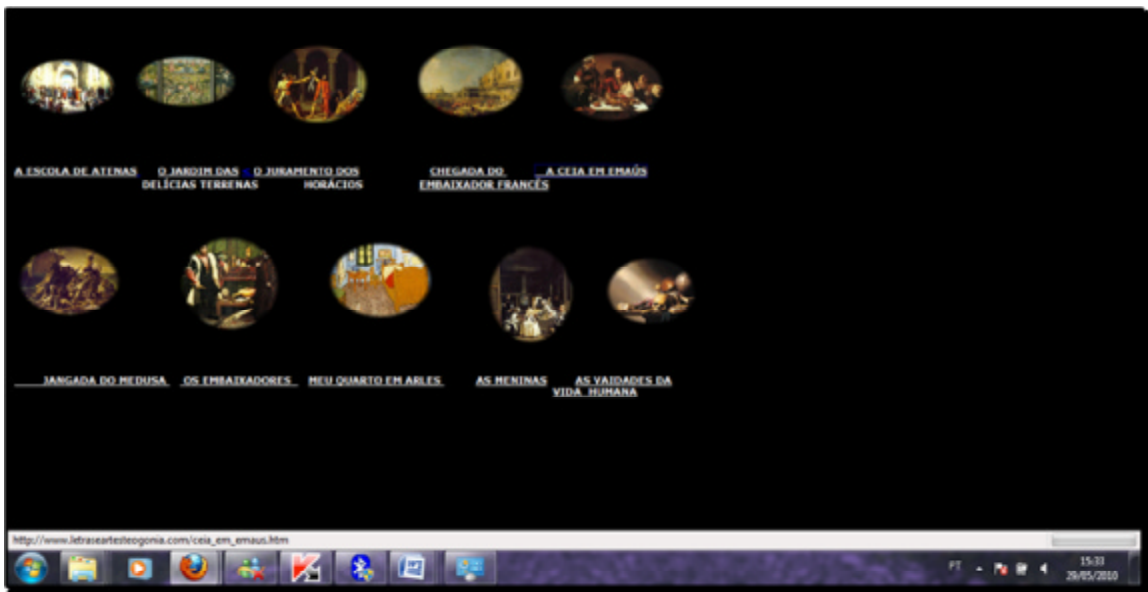 A ESCOLA DE ATENAS O JARDIM DAS O JURAMENTO DOS CHEGADA DO A CEIA EM EMAÚS
DELÍCIAS TERRENAS HORÁCIOS EMBAIXADOR FRANCÊS
JANGADA DO MEDUSA OS EMBAIXADORES MEU QUARTO EM ARLES AS MENINAS AS VAIDADES DA
VIDA HUMANA
http://www.letraseartesteogonia.com/ceia_em_emaus.htm
PT 15:33
29/05/2010